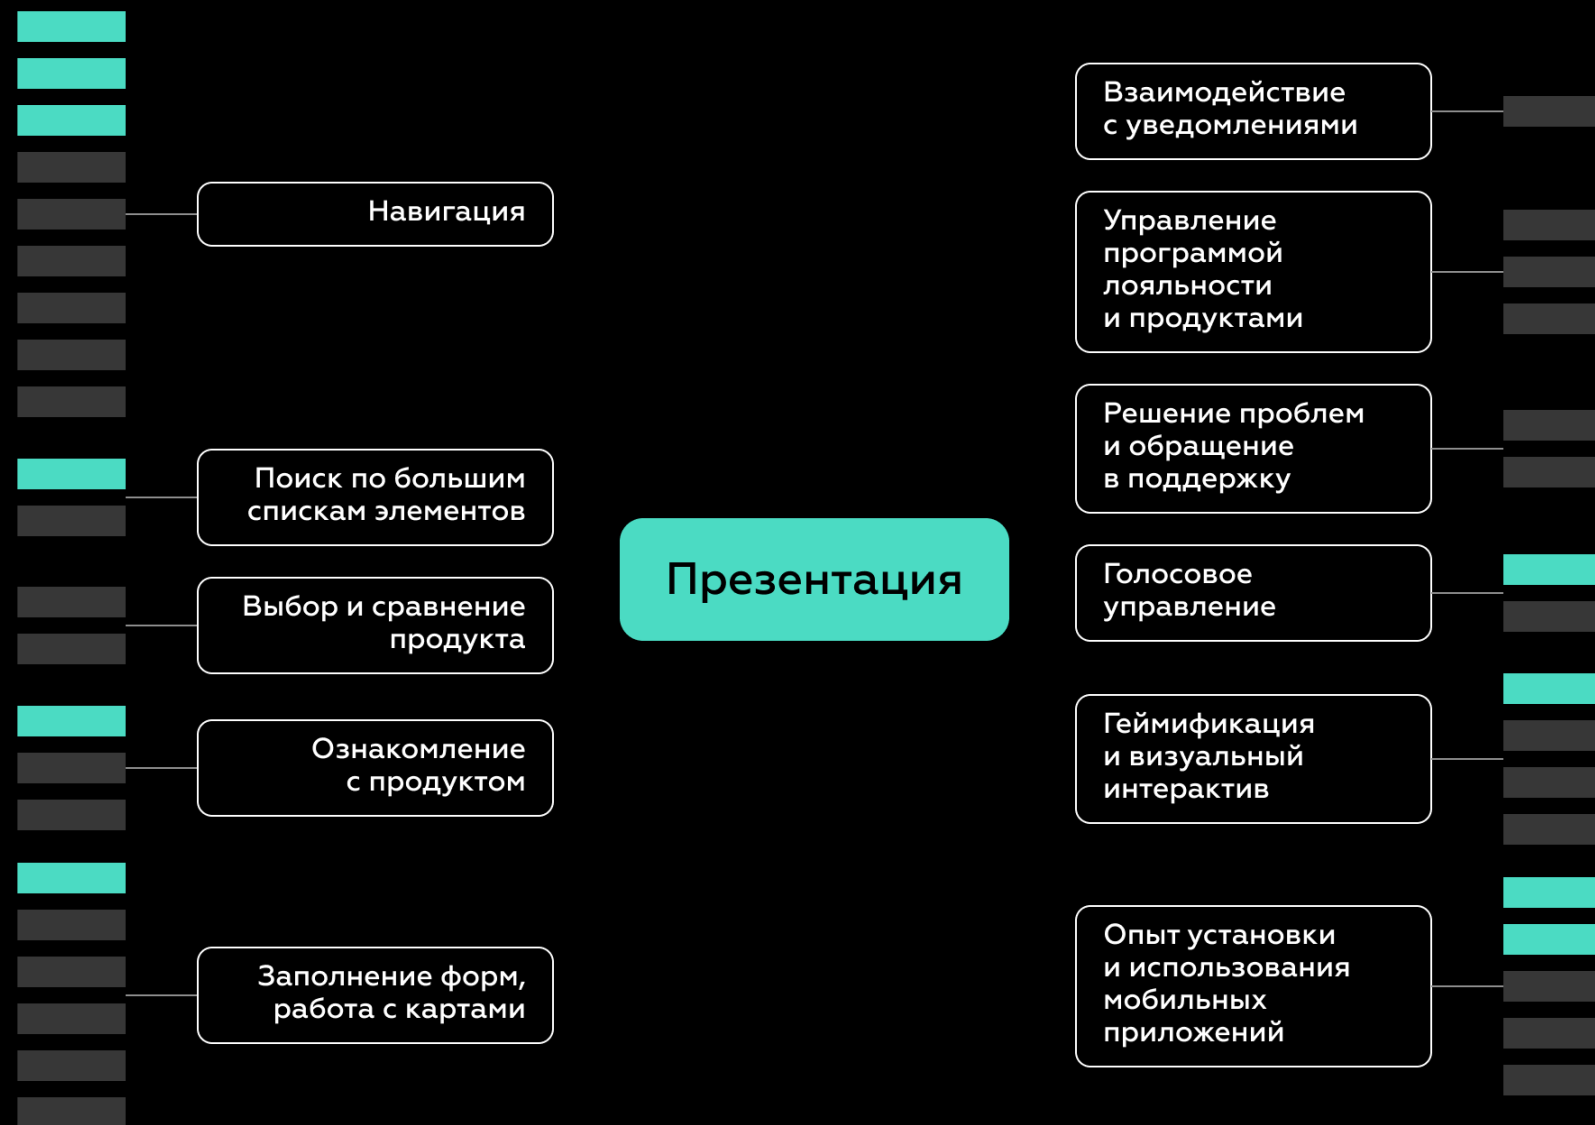 Навигация
Поиск по большим
спискам элементов
Выбор и сравнение
продукта
Ознакомление
с продуктом
Заполнение форм,
работа с картами
Презентация
Взаимодействие
с уведомлениями
Управление
программой
лояльности
и продуктами
Решение проблем
и обращение
в поддержку
Голосовое
управление
Геймификация
и визуальный
интерактив
Опыт установки
и использования
мобильных
приложений